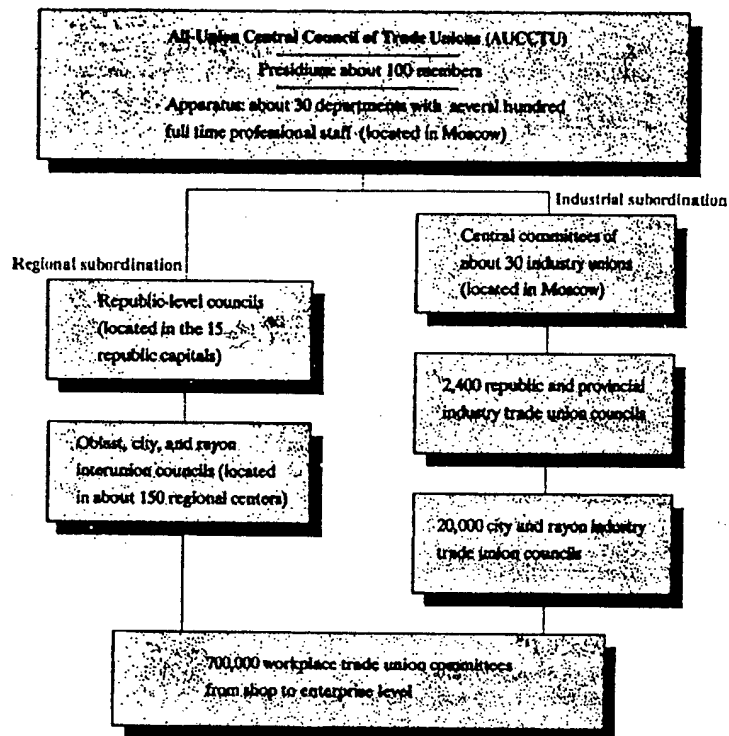 All-Union Central Council of Trade Unions (AUCCTU)
Presidium: about 100 members
Apparatus: about 30 departments with several hundred
full time professional staff (located in Moscow)
Industrial subordination
Central committees of
about 30 industry unions
(located in Moscow)
Regional subordination
Republic-level councils
(located in the 15
republic capitals)
2,400 republic and provincial
industry trade union councils
Oblast, city, and rayon
interunion councils (located
in about 150 regional centers)
20,000 city and rayon industry
trade union councils
700,000 workplace trade union committees
from shop to enterprise level